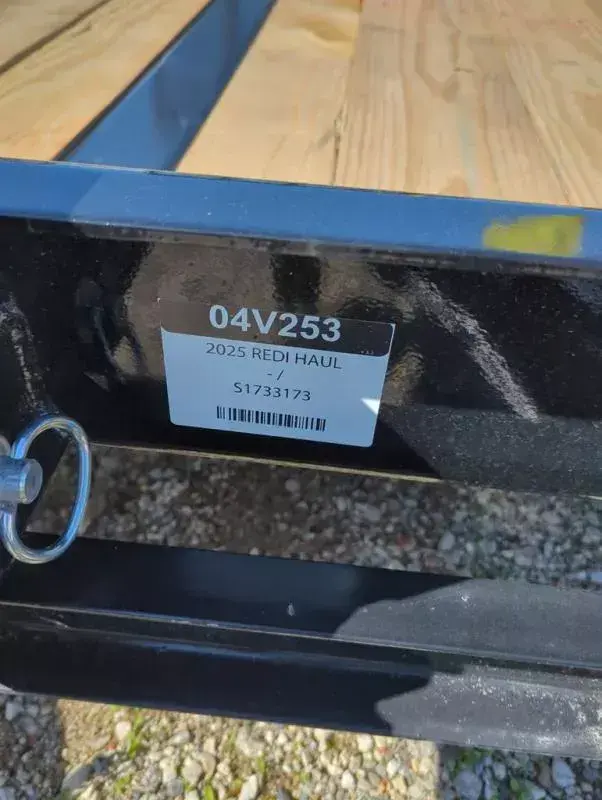 04V253
2025 REDI HAUL
- /
S1733173